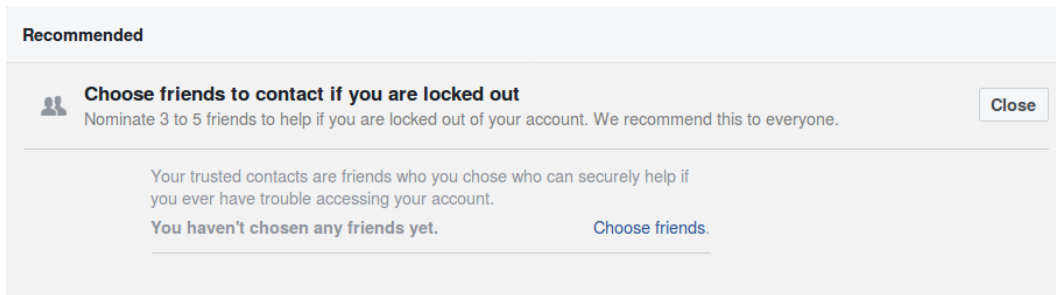 Recommended
Choose friends to contact if you are locked out
Nominate 3 to 5 friends to help if you are locked out of your account. We recommend this to everyone.
Close
Your trusted contacts are friends who you chose who can securely help if
you ever have trouble accessing your account.
You haven't chosen any friends yet. Choose friends.